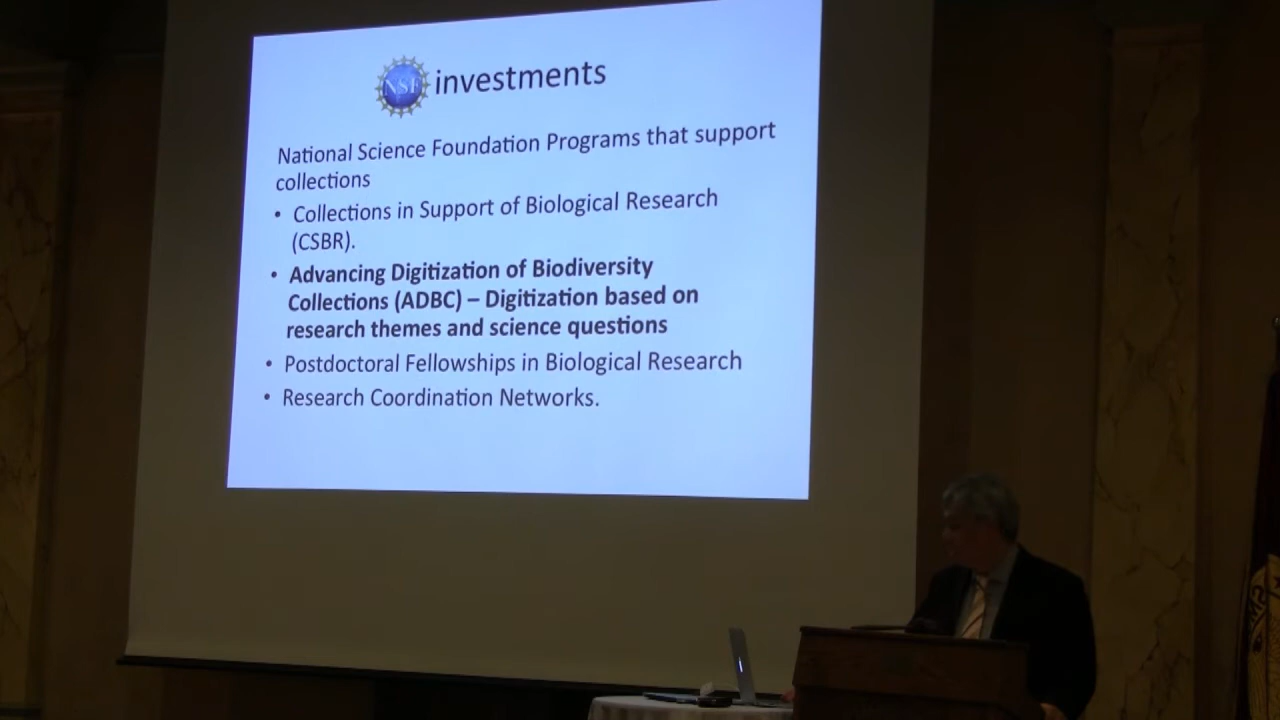 NSF investments
National Science Foundation Programs that support
collections
• Collections in Support of Biological Research
(CSBR).
• Advancing Digitization of Biodiversity
Collections (ADBC) – Digitization based on
research themes and science questions
• Postdoctoral Fellowships in Biological Research
• Research Coordination Networks.